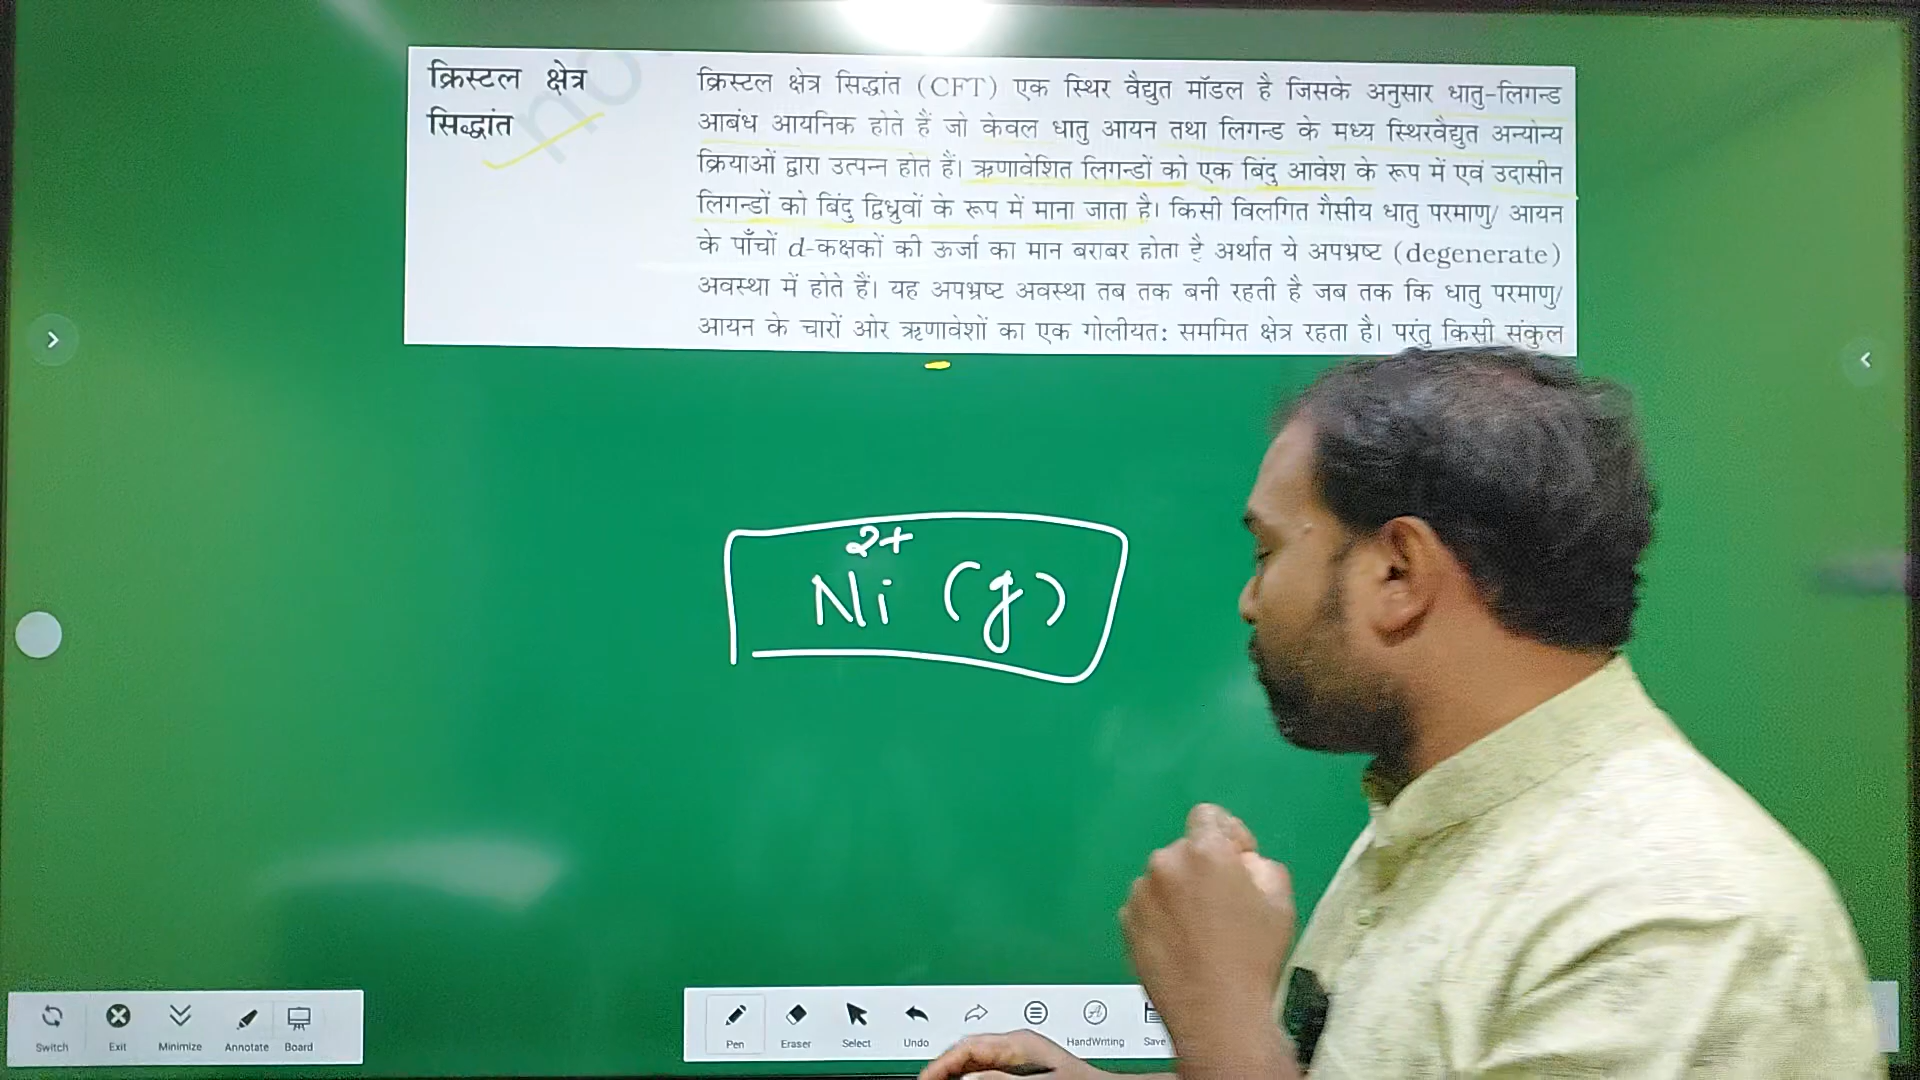 क्रिस्टल क्षेत्र
सिद्धांत
क्रिस्टल क्षेत्र सिद्धांत (CFT) एक स्थिर वैद्युत मॉडल है जिसके अनुसार धातु-लिगन्ड
आबंध आयनिक होते हैं जो केवल धातु आयन तथा लिगन्ड के मध्य स्थिरवैद्युत अन्योन्य
क्रियाओं द्वारा उत्पन्न होते हैं। ऋणावेशित लिगन्डों को एक बिंदु आवेश के रूप में एवं उदासीन
लिगन्डों को बिंदु द्विध्रुवों के रूप में माना जाता है। किसी विलगित गैसीय धातु परमाणु/ आयन
के पाँचों d-कक्षकों की ऊर्जा का मान बराबर होता है अर्थात ये अपभ्रष्ट (degenerate)
अवस्था में होते हैं। यह अपभ्रष्ट अवस्था तब तक बनी रहती है जब तक कि धातु परमाणु/
आयन के चारों ओर ऋणावेशों का एक गोलीयत: सममित क्षेत्र रहता है। परंतु किसी संकुल
2+
Ni (g)
Switch Exit Minimize Annotate Board
Pen Eraser Select Undo HandWriting Save